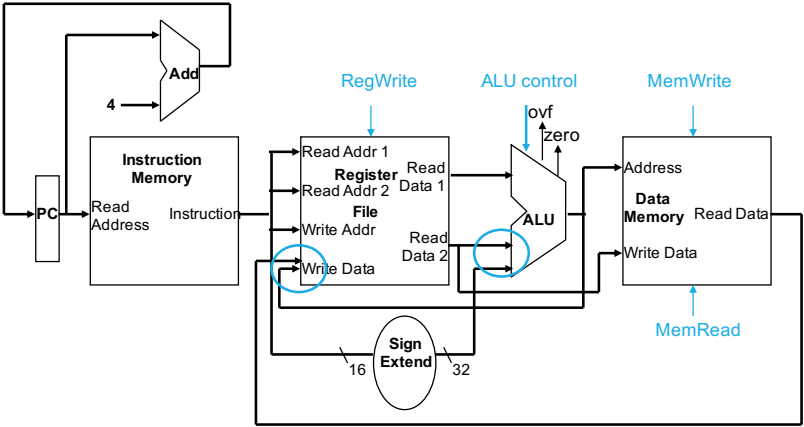 Add
4
RegWrite
ALU control
MemWrite
ovf
zero
Instruction
Memory
Read Addr 1
Read
Data 1
Register
Address
PC
Read
Address
Instruction
Read Addr 2
File
Data
Memory
Read Data
ALU
Write Addr
Read
Data 2
Write Data
Write Data
MemRead
Sign
Extend
16
32